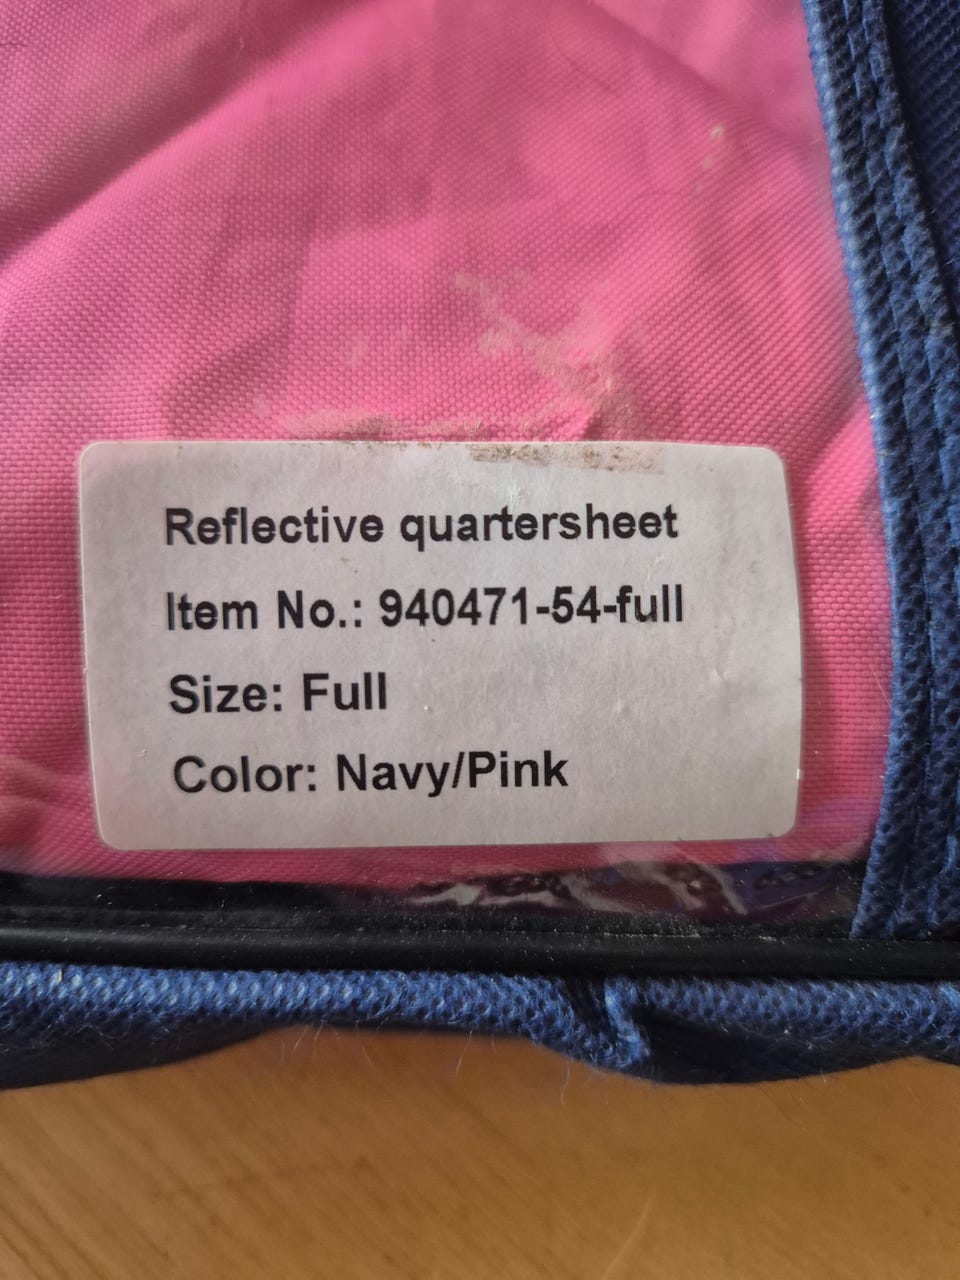 Reflective quartersheet
Item No.: 940471-54-full
Size: Full
Color: Navy/Pink